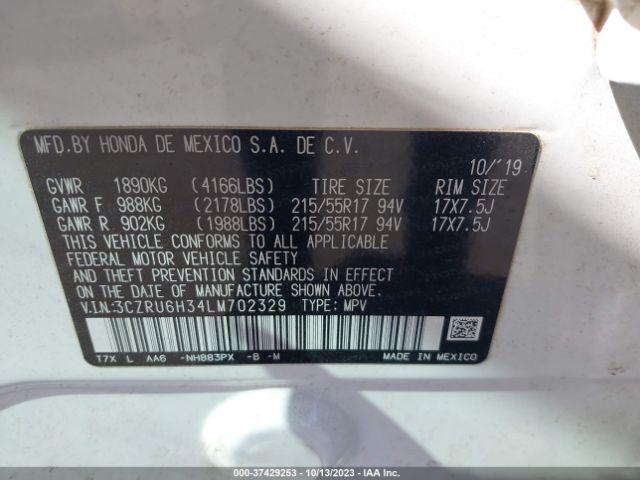 MFD.BY HONDA DE MEXICO S.A. DE C.V.
10/'19
GVWR 1890KG (4166LBS) TIRE SIZE RIM SIZE
GAWR F 988KG (2178LBS) 215/55R17 94V 17X7.5J
GAWR R 902KG (1988LBS) 215/55R17 94V 17X7.5J
THIS VEHICLE CONFORMS TO ALL APPLICABLE
FEDERAL MOTOR VEHICLE SAFETY
AND THEFT PREVENTION STANDARDS IN EFFECT
ON THE DATE OF MANUFACTURE SHOWN ABOVE.
V.I.N:3CZRU6H34LM702329 TYPE: MPV
T7X L AA6 -NH883PX -B -M MADE IN MEXICO
000-37429253 - 10/13/2023 - IAA Inc.